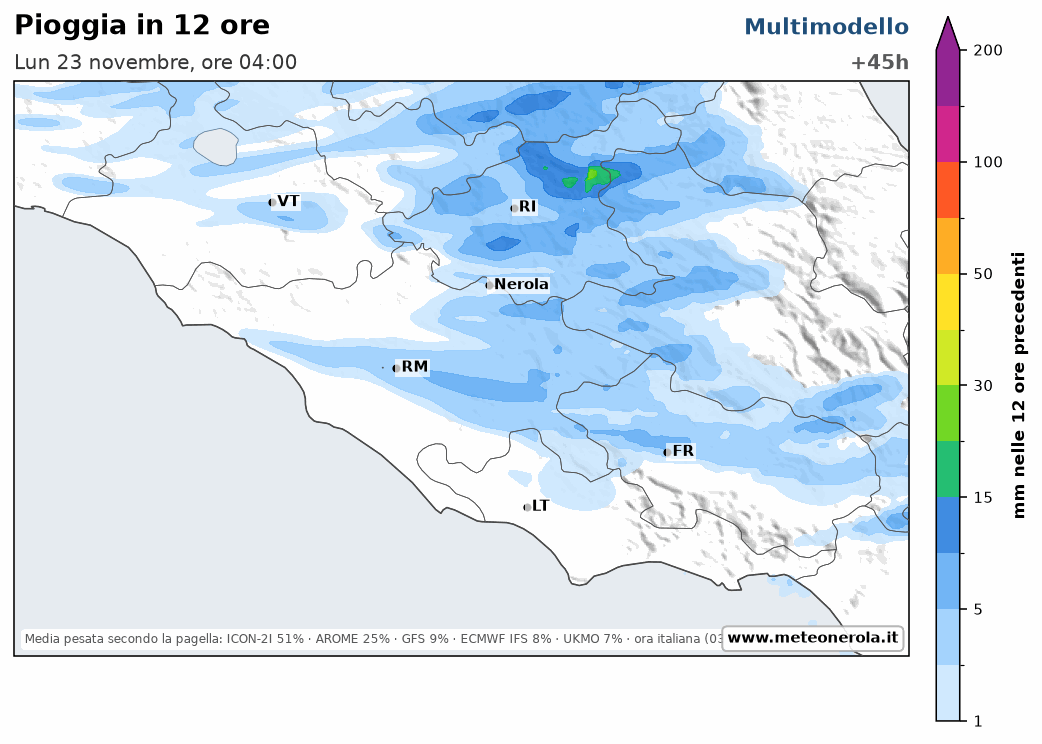 Pioggia in 12 ore
Multimodello
Lun 23 novembre, ore 04:00
+45h
VT
RI
Nerola
RM
FR
LT
200
100
50
30
15
5
1
mm nelle 12 ore precedenti
Media pesata secondo la pagella: ICON-2I 51% · AROME 25% · GFS 9% · ECMWF IFS 8% · UKMO 7% · ora italiana (03
www.meteonerola.it